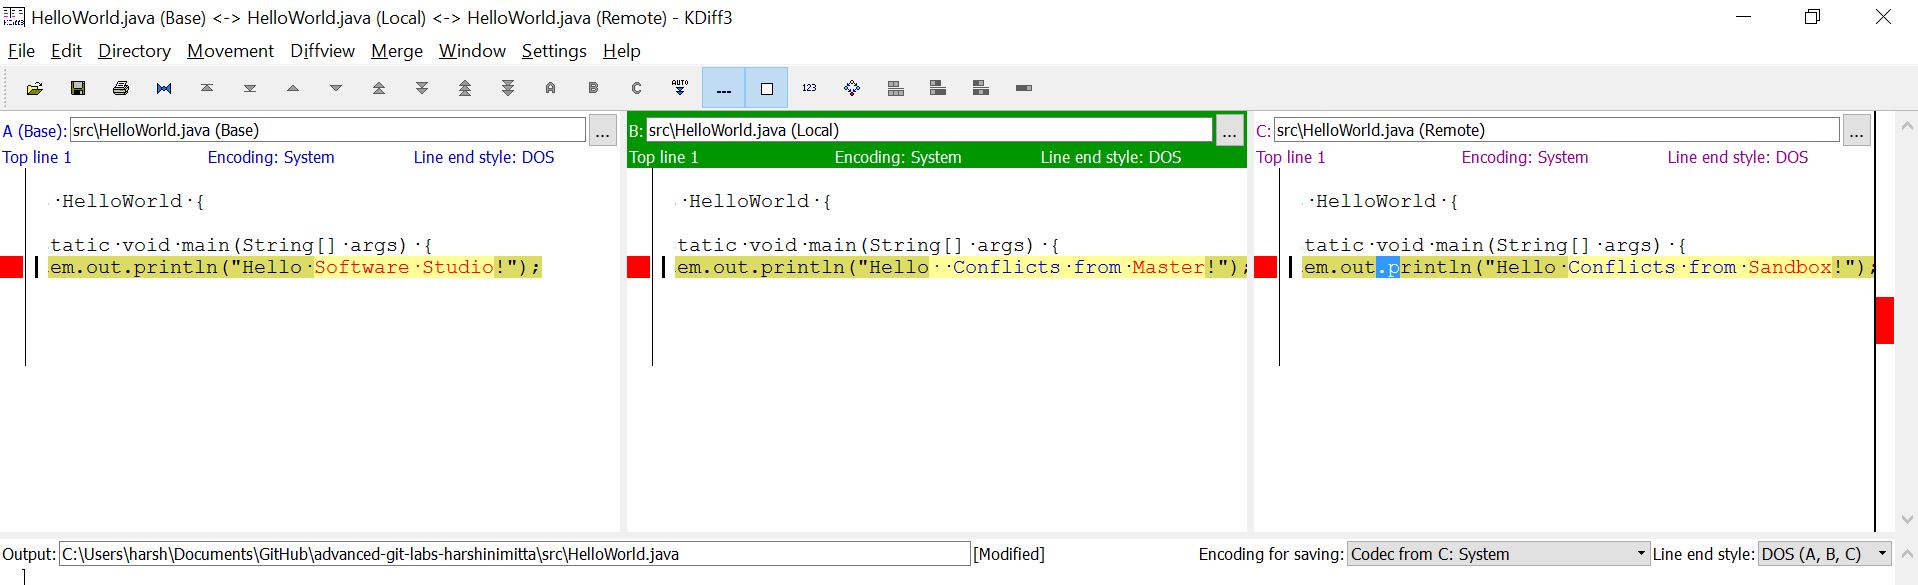 HelloWorld.java (Base) <-> HelloWorld.java (Local) <-> HelloWorld.java (Remote) - KDiff3
File Edit Directory Movement Diffview Merge Window Settings Help
A B C AUTO 123
A (Base): src\HelloWorld.java (Base) ...
Top line 1 Encoding: System Line end style: DOS
·HelloWorld·{
tatic·void·main(String[]·args)·{
em.out.println("Hello·Software·Studio!");
B: src\HelloWorld.java (Local) ...
Top line 1 Encoding: System Line end style: DOS
·HelloWorld·{
tatic·void·main(String[]·args)·{
em.out.println("Hello··Conflicts·from·Master!");
C: src\HelloWorld.java (Remote) ...
Top line 1 Encoding: System Line end style: DOS
·HelloWorld·{
tatic·void·main(String[]·args)·{
em.out.println("Hello·Conflicts·from·Sandbox!");
Output: C:\Users\harsh\Documents\GitHub\advanced-git-labs-harshinimitta\src\HelloWorld.java [Modified] Encoding for saving: Codec from C: System Line end style: DOS (A, B, C)